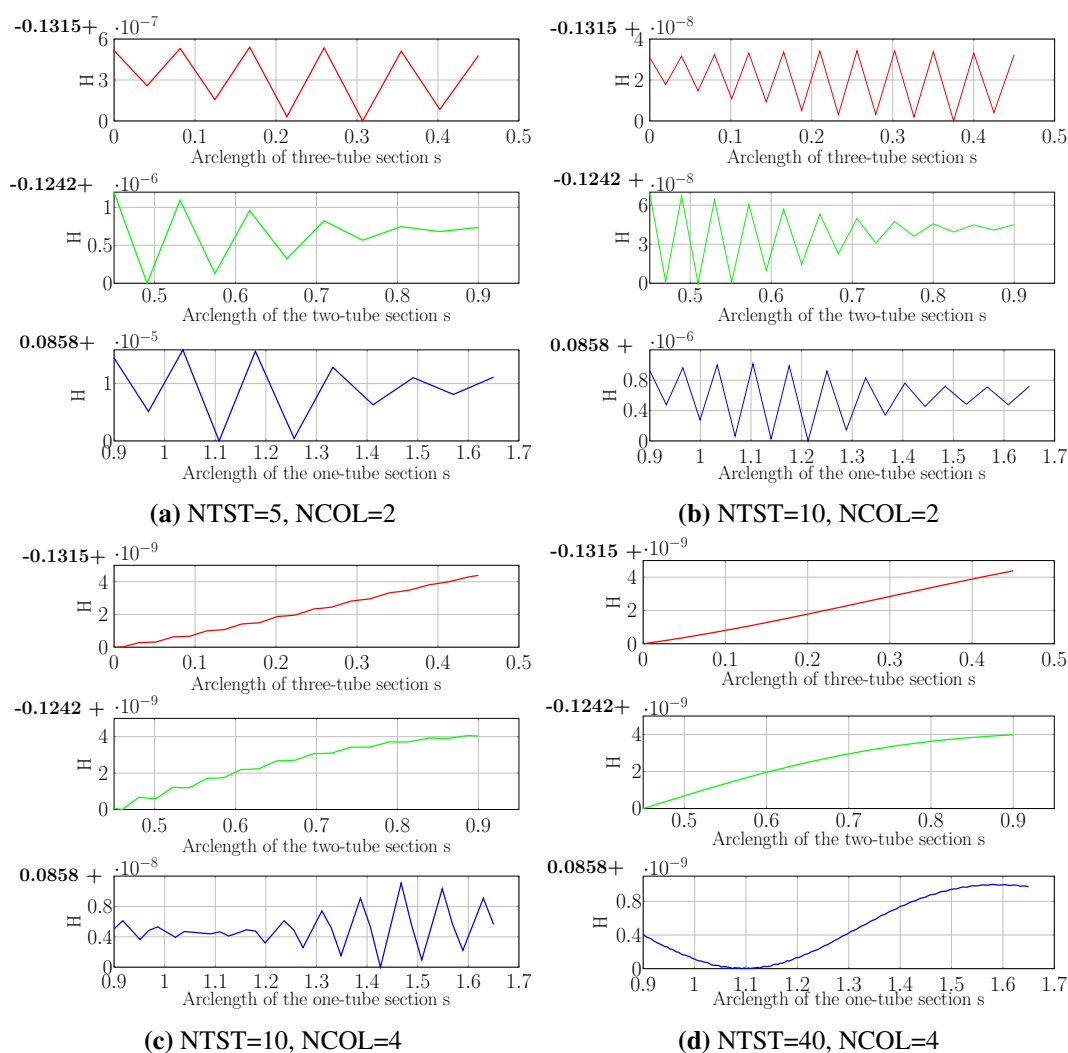 -0.1315+ ·10⁻⁷
6
3
0
H
0 0.1 0.2 0.3 0.4 0.5
Arclength of three-tube section s
-0.1242+ ·10⁻⁶
1
0.5
0
H
0.5 0.6 0.7 0.8 0.9
Arclength of the two-tube section s
0.0858+ ·10⁻⁵
1
0
H
0.9 1 1.1 1.2 1.3 1.4 1.5 1.6 1.7
Arclength of the one-tube section s
(a) NTST=5, NCOL=2
-0.1315 + ·10⁻⁸
4
2
0
H
0 0.1 0.2 0.3 0.4 0.5
Arclength of three-tube section s
-0.1242 + ·10⁻⁸
6
3
0
H
0.5 0.6 0.7 0.8 0.9
Arclength of the two-tube section s
0.0858 + ·10⁻⁶
0.8
0.4
0
H
0.9 1 1.1 1.2 1.3 1.4 1.5 1.6 1.7
Arclength of the one-tube section s
(b) NTST=10, NCOL=2
-0.1315+ ·10⁻⁹
4
2
0
H
0 0.1 0.2 0.3 0.4 0.5
Arclength of three-tube section s
-0.1242 + ·10⁻⁹
4
2
0
H
0.5 0.6 0.7 0.8 0.9
Arclength of the two-tube section s
0.0858 + ·10⁻⁸
0.8
0.4
0
H
0.9 1 1.1 1.2 1.3 1.4 1.5 1.6 1.7
Arclength of the one-tube section s
(c) NTST=10, NCOL=4
-0.1315 + ·10⁻⁹
4
2
0
H
0 0.1 0.2 0.3 0.4 0.5
Arclength of three-tube section s
-0.1242+ ·10⁻⁹
4
2
0
H
0.5 0.6 0.7 0.8 0.9
Arclength of the two-tube section s
0.0858+ ·10⁻⁹
0.8
0.4
0
H
0.9 1 1.1 1.2 1.3 1.4 1.5 1.6 1.7
Arclength of the one-tube section s
(d) NTST=40, NCOL=4